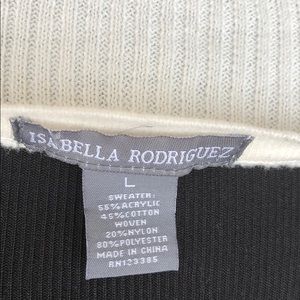 ISABELLA RODRIGUEZ
L
SWEATER:
55%ACRYLIC
45%COTTON
WOVEN
20%NYLON
80%POLYESTER
MADE IN CHINA
RN123385